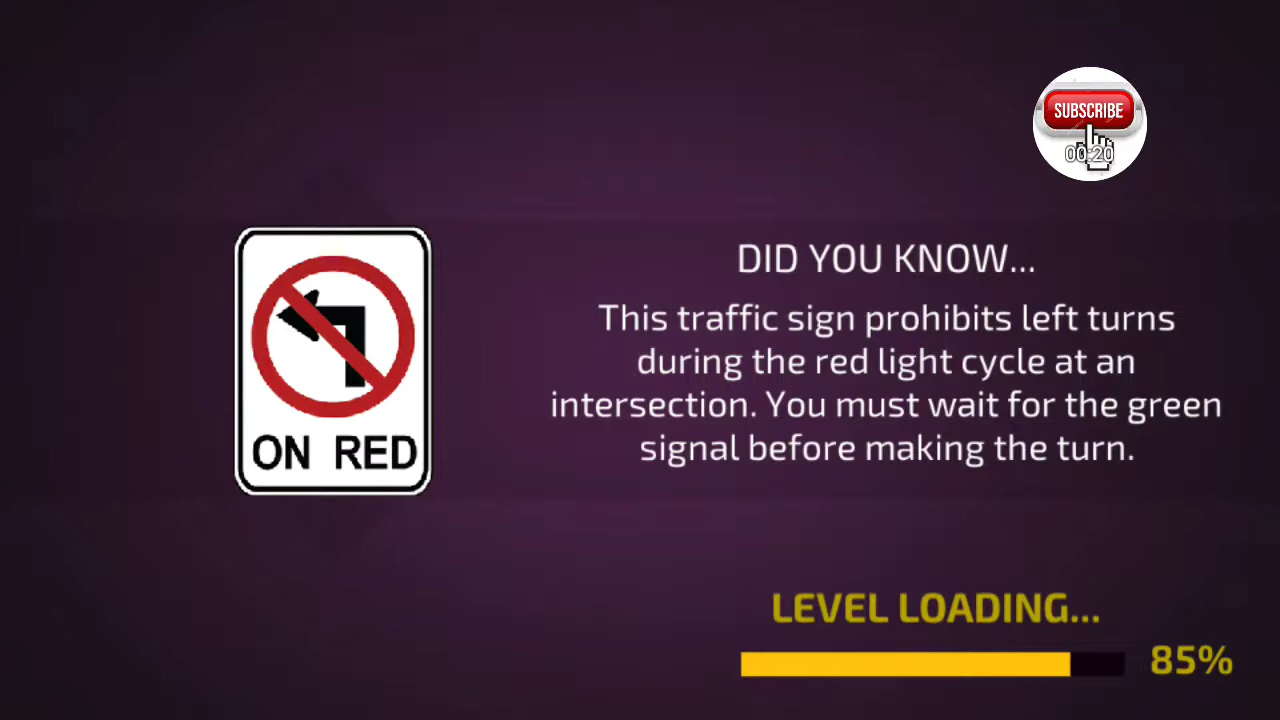 SUBSCRIBE
00:20
DID YOU KNOW...
This traffic sign prohibits left turns
during the red light cycle at an
intersection. You must wait for the green
signal before making the turn.
ON RED
LEVEL LOADING...
85%